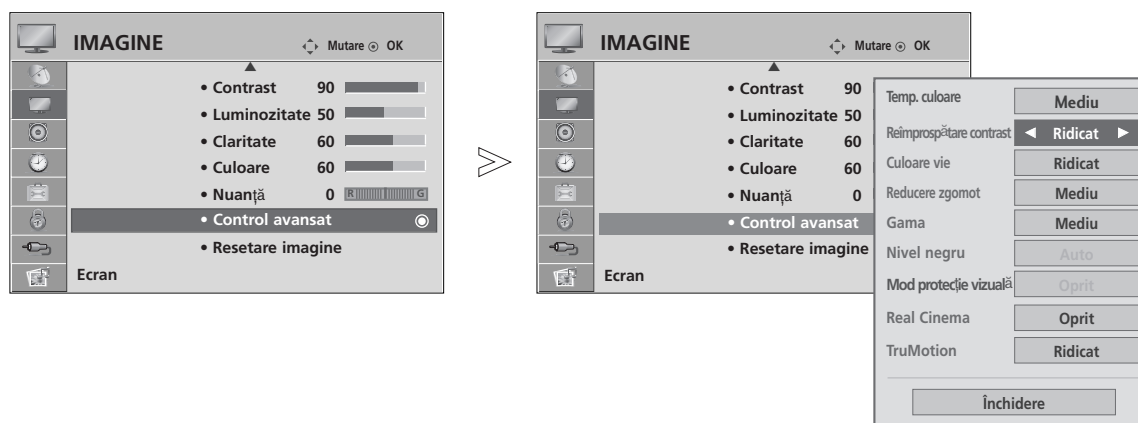 IMAGINE Mutare OK
• Contrast 90
• Luminozitate 50
• Claritate 60
• Culoare 60
• Nuanță 0 R G
• Control avansat
• Resetare imagine
Ecran
IMAGINE Mutare OK
• Contrast 90
• Luminozitate 50
• Claritate 60
• Culoare 60
• Nuanță 0
• Control avansat
• Resetare imagine
Ecran
Temp. culoare Mediu
Reîmprospătare contrast Ridicat
Culoare vie Ridicat
Reducere zgomot Mediu
Gama Mediu
Nivel negru Auto
Mod protecție vizuală Oprit
Real Cinema Oprit
TruMotion Ridicat
Închidere